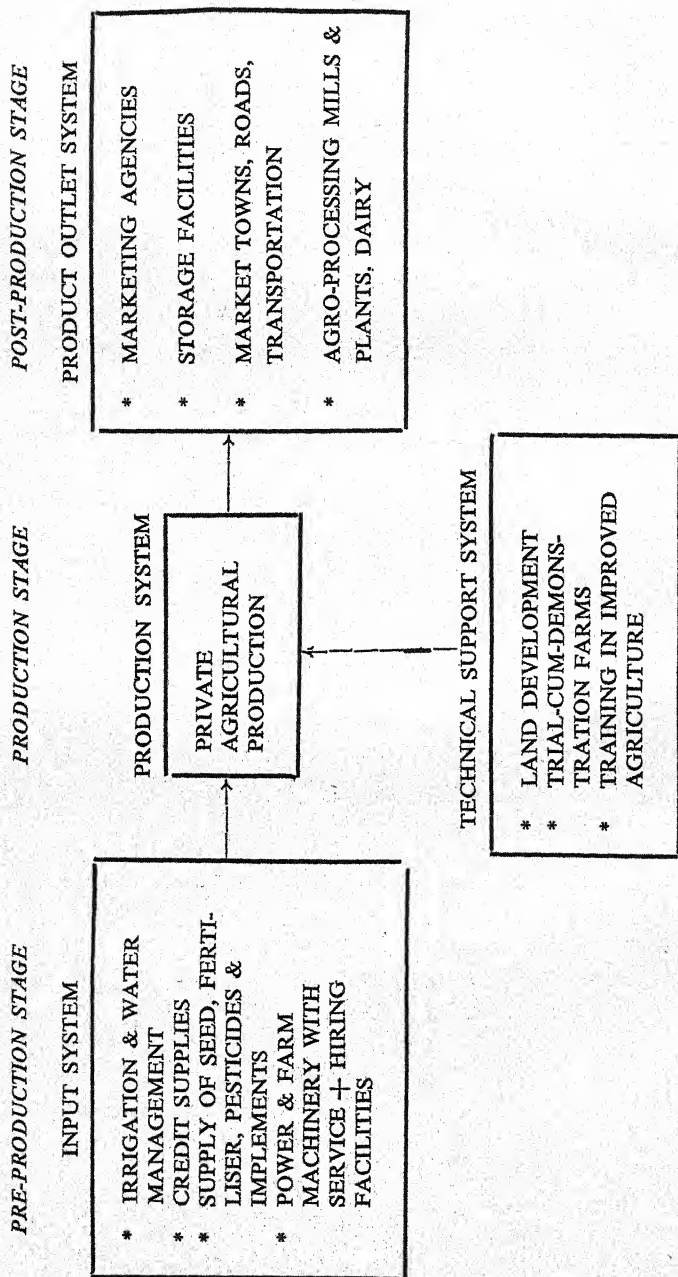 PRE-PRODUCTION STAGE
INPUT SYSTEM
* IRRIGATION & WATER
MANAGEMENT
* CREDIT SUPPLIES
* SUPPLY OF SEED, FERTI-
LISER, PESTICIDES &
IMPLEMENTS
* POWER & FARM
MACHINERY WITH
SERVICE + HIRING
FACILITIES
PRODUCTION STAGE
PRODUCTION SYSTEM
PRIVATE
AGRICULTURAL
PRODUCTION
TECHNICAL SUPPORT SYSTEM
* LAND DEVELOPMENT
* TRIAL-CUM-DEMONS-
TRATION FARMS
* TRAINING IN IMPROVED
AGRICULTURE
POST-PRODUCTION STAGE
PRODUCT OUTLET SYSTEM
* MARKETING AGENCIES
* STORAGE FACILITIES
* MARKET TOWNS, ROADS,
TRANSPORTATION
* AGRO-PROCESSING MILLS &
PLANTS, DAIRY